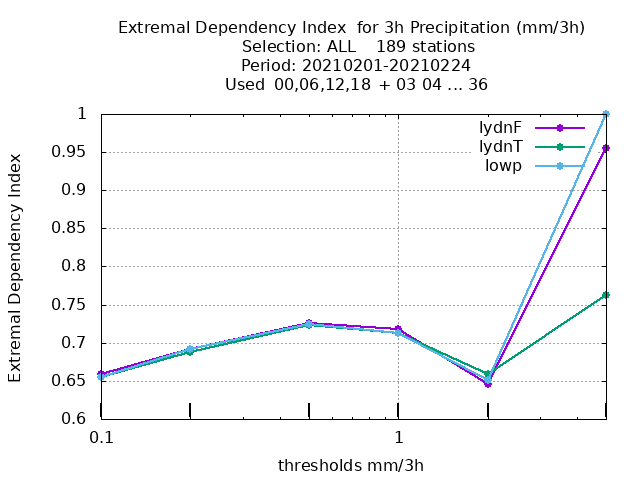 Extremal Dependency Index  for 3h Precipitation (mm/3h)
Selection: ALL    189 stations
Period: 20210201-20210224
Used  00,06,12,18  + 03 04 ... 36
lydnF
lydnT
lowp
1
0.95
0.9
0.85
0.8
0.75
0.7
0.65
0.6
Extremal Dependency Index
0.1
1
thresholds mm/3h